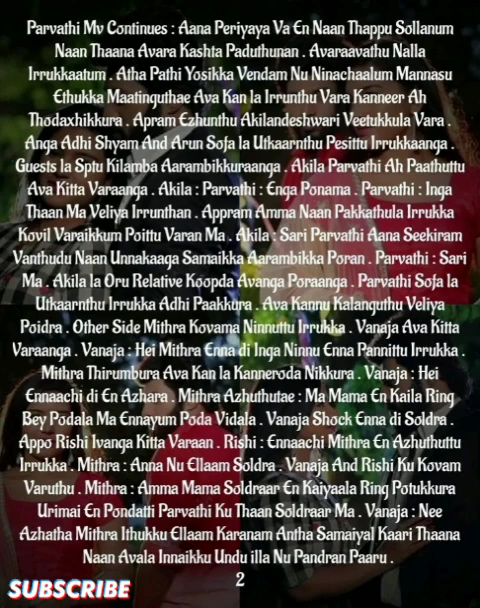 Parvathi Mv Continues : Aana Periyaya Va En Naan Thappu Sollanum
Naan Thaana Avara Kashta Paduthunan . Avaraavathu Nalla
Irrukkaatum . Atha Pathi Yosikka Vendam Nu Ninachaalum Mannasu
Ethukka Maatinguthae Ava Kan la Irrunthu Vara Kanneer Ah
Thodaxhikkura . Apram Ezhunthu Akilandeshwari Veetukkula Vara .
Anga Adhi Shyam And Arun Sofa la Utkaarnthu Pesittu Irrukkaanga .
Guests la Sptu Kilamba Aarambikkuraanga . Akila Parvathi Ah Paathuttu
Ava Kitta Varaanga . Akila : Parvathi : Enga Ponama . Parvathi : Inga
Thaan Ma Veliya Irrunthan . Appram Amma Naan Pakkathula Irrukka
Kovil Varaikkum Poittu Varan Ma . Akila : Sari Parvathi Aana Seekiram
Vanthudu Naan Unnakaaga Samaikka Aarambikka Poran . Parvathi : Sari
Ma . Akila la Oru Relative Koopda Avanga Poraanga . Parvathi Sofa la
Utkaarnthu Irrukka Adhi Paakkura . Ava Kannu Kalanguthu Veliya
Poidra . Other Side Mithra Kovama Ninnuttu Irrukka . Vanaja Ava Kitta
Varaanga . Vanaja : Hei Mithra Enna di Inga Ninnu Enna Pannittu Irrukka .
Mithra Thirumbura Ava Kan la Kanneroda Nikkura . Vanaja : Hei
Ennaachi di En Azhara . Mithra Azhuthutae : Ma Mama En Kaila Ring
Bey Podala Ma Ennayum Poda Vidala . Vanaja Shock Enna di Soldra .
Appo Rishi Ivanga Kitta Varaan . Rishi : Ennaachi Mithra En Azhuthuttu
Irrukka . Mithra : Anna Nu Ellaam Soldra . Vanaja And Rishi Ku Kovam
Varuthu . Mithra : Amma Mama Soldraar En Kaiyaala Ring Potukkura
Urimai En Pondatti Parvathi Ku Thaan Soldraar Ma . Vanaja : Nee
Azhatha Mithra Ithukku Ellaam Karanam Antha Samaiyal Kaari Thaana
Naan Avala Innaikku Undu illa Nu Pandran Paaru .
2
SUBSCRIBE